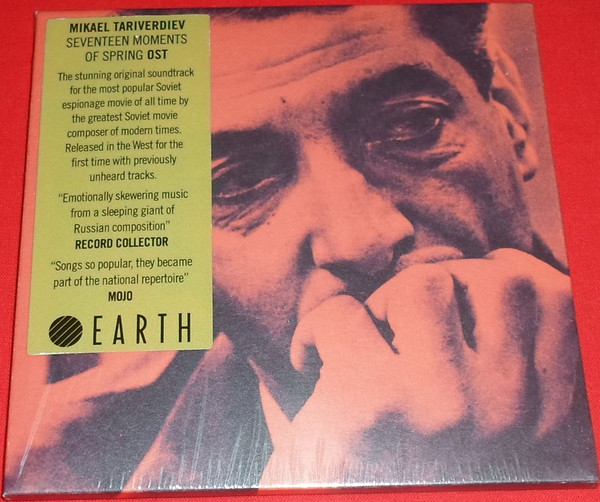 MIKAEL TARIVERDIEV
SEVENTEEN MOMENTS
OF SPRING OST
The stunning original soundtrack
for the most popular Soviet
espionage movie of all time by
the greatest Soviet movie
composer of modern times.
Released in the West for the
first time with previously
unheard tracks.
“Emotionally skewering music
from a sleeping giant of
Russian composition”
RECORD COLLECTOR
“Songs so popular, they became
part of the national repertoire”
MOJO
EARTH